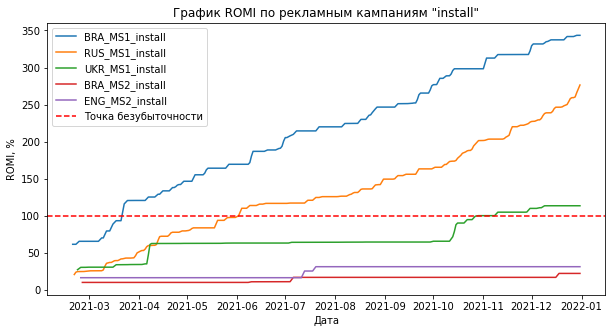 График ROMI по рекламным кампаниям "install"
BRA_MS1_install
RUS_MS1_install
UKR_MS1_install
BRA_MS2_install
ENG_MS2_install
Точка безубыточности
ROMI, %
350
300
250
200
150
100
50
0
2021-03 2021-04 2021-05 2021-06 2021-07 2021-08 2021-09 2021-10 2021-11 2021-12 2022-01
Дата